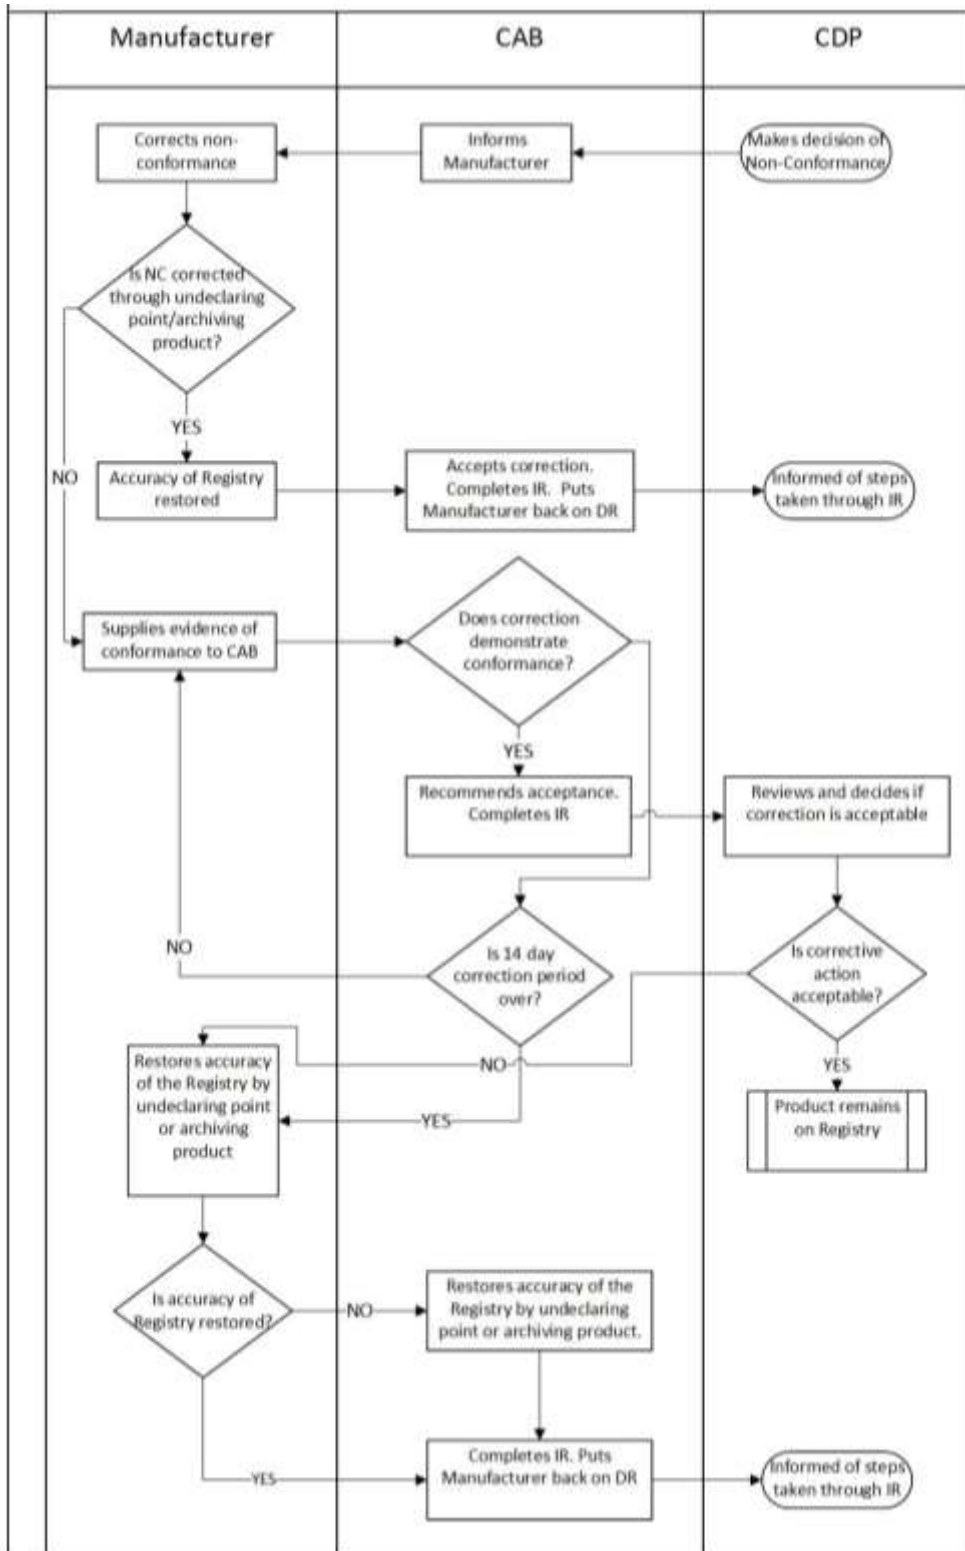 Manufacturer
CAB
CDP
Corrects non-
conformance
Informs
Manufacturer
Makes decision of
Non-Conformance
Is NC corrected
through undeclaring
point/archiving
product?
YES
NO
Accuracy of Registry
restored
Accepts correction.
Completes IR. Puts
Manufacturer back on DR
Informed of steps
taken through IR
Supplies evidence of
conformance to CAB
Does correction
demonstrate
conformance?
YES
Recommends acceptance.
Completes IR
Reviews and decides if
correction is acceptable
NO
Is 14 day
correction period
over?
Is corrective
action
acceptable?
NO
YES
YES
Restores accuracy
of the Registry by
undeclaring point
or archiving
product
Product remains
on Registry
Is accuracy of
Registry restored?
NO
Restores accuracy of the
Registry by undeclaring
point or archiving product.
YES
Completes IR. Puts
Manufacturer back on DR
Informed of steps
taken through IR